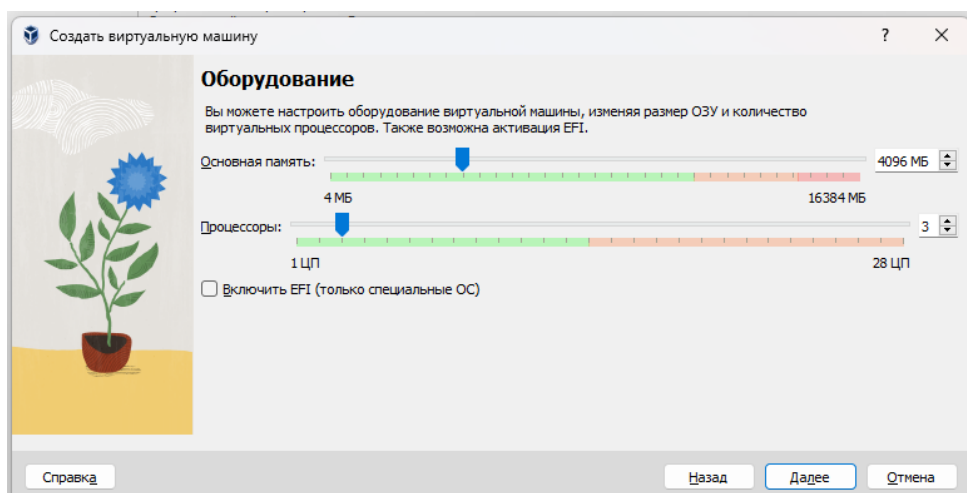 Создать виртуальную машину
?
Оборудование
Вы можете настроить оборудование виртуальной машины, изменяя размер ОЗУ и количество
виртуальных процессоров. Также возможна активация EFI.
Основная память:
4096 МБ
4 МБ
16384 МБ
Процессоры:
3
1 ЦП
28 ЦП
Включить EFI (только специальные ОС)
Справка
Назад
Далее
Отмена